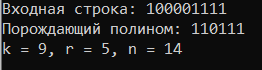 Входная строка: 100001111
Порождающий полином: 110111
k = 9, r = 5, n = 14